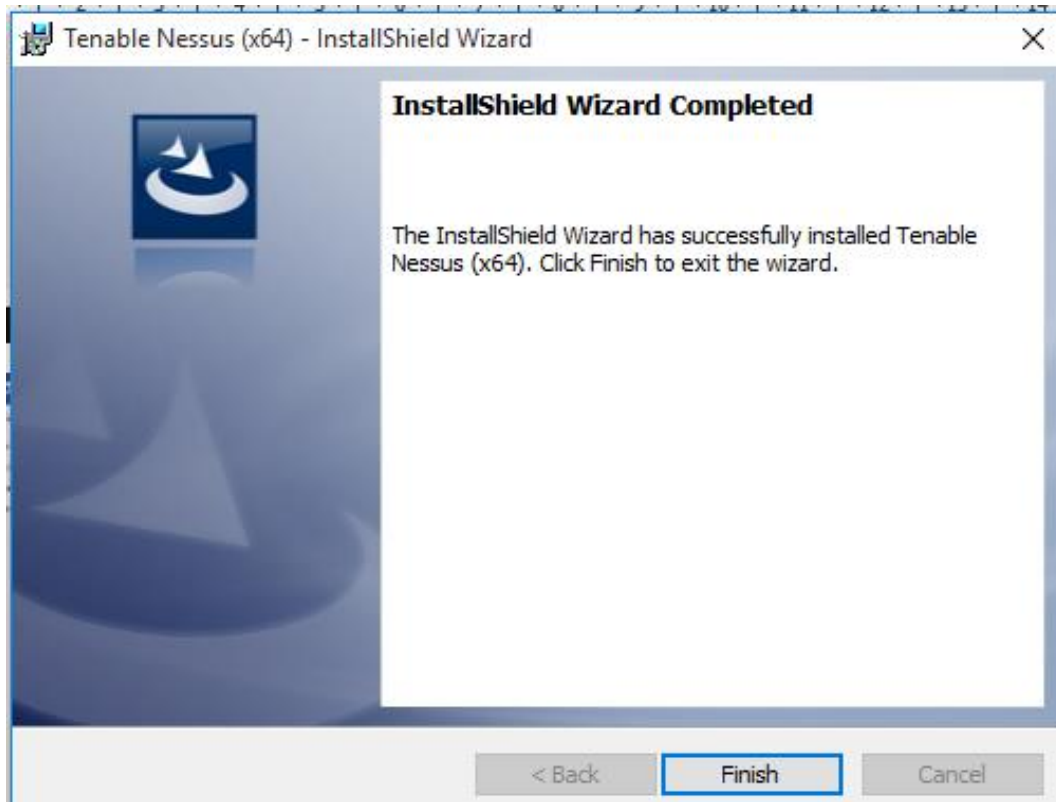 Tenable Nessus (x64) - InstallShield Wizard
InstallShield Wizard Completed
The InstallShield Wizard has successfully installed Tenable
Nessus (x64). Click Finish to exit the wizard.
< Back
Finish
Cancel